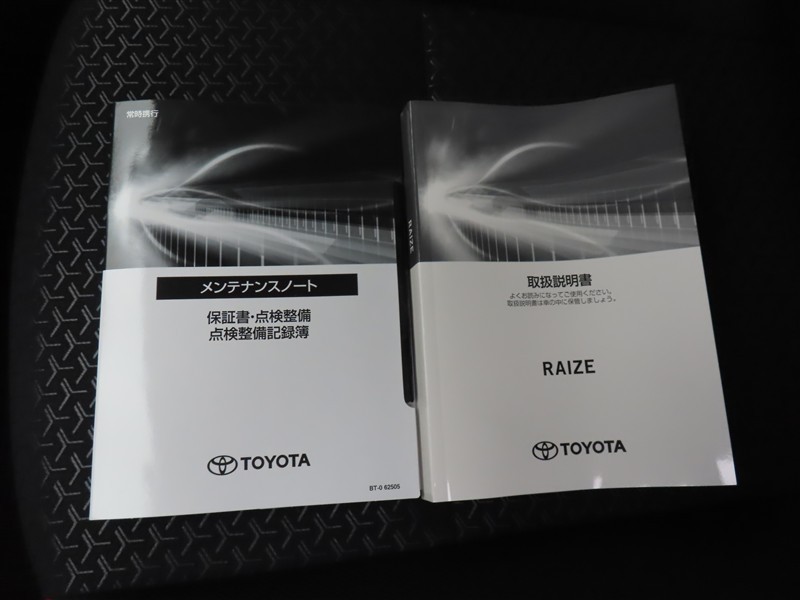 常時携行
メンテナンスノート
保証書・点検整備
点検整備記録簿
TOYOTA
BT-0 62505
RAIZE
取扱説明書
よくお読みになってご使用ください。
取扱説明書は車の中に保管しましょう。
RAIZE
TOYOTA